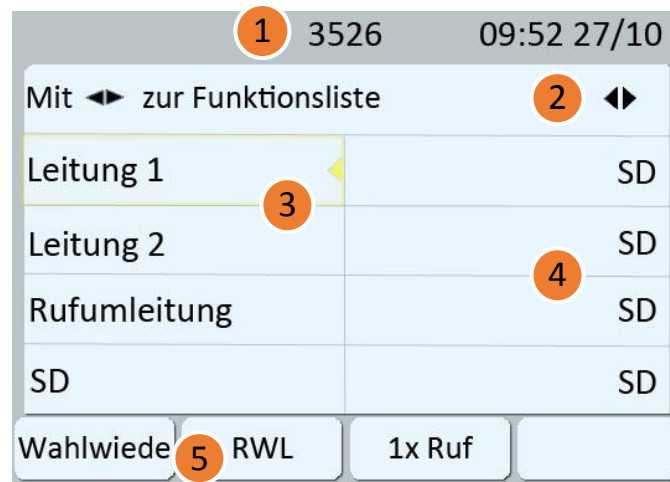 1 3526 09:52 27/10
Mit ◂▸ zur Funktionsliste 2 ◂▸
Leitung 1 SD
3
Leitung 2 SD
4
Rufumleitung SD
SD SD
Wahlwiede 5 RWL 1x Ruf